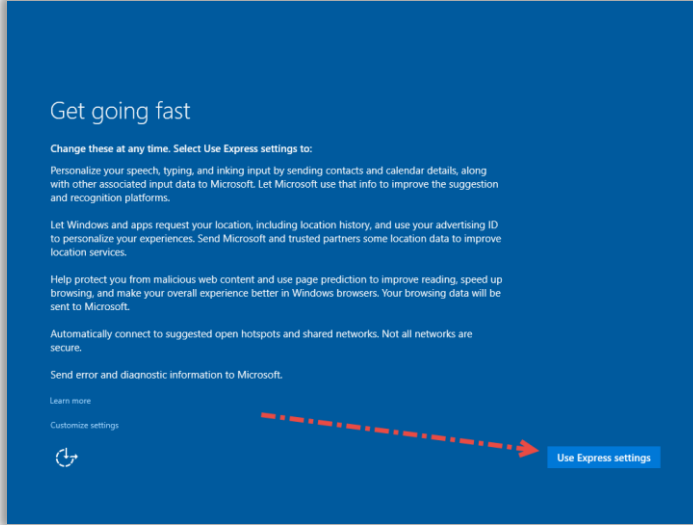 Get going fast
Change these at any time. Select Use Express settings to:
Personalize your speech, typing, and inking input by sending contacts and calendar details, along
with other associated input data to Microsoft. Let Microsoft use that info to improve the suggestion
and recognition platforms.
Let Windows and apps request your location, including location history, and use your advertising ID
to personalize your experiences. Send Microsoft and trusted partners some location data to improve
location services.
Help protect you from malicious web content and use page prediction to improve reading, speed up
browsing, and make your overall experience better in Windows browsers. Your browsing data will be
sent to Microsoft.
Automatically connect to suggested open hotspots and shared networks. Not all networks are
secure.
Send error and diagnostic information to Microsoft.
Learn more
Customize settings
Use Express settings